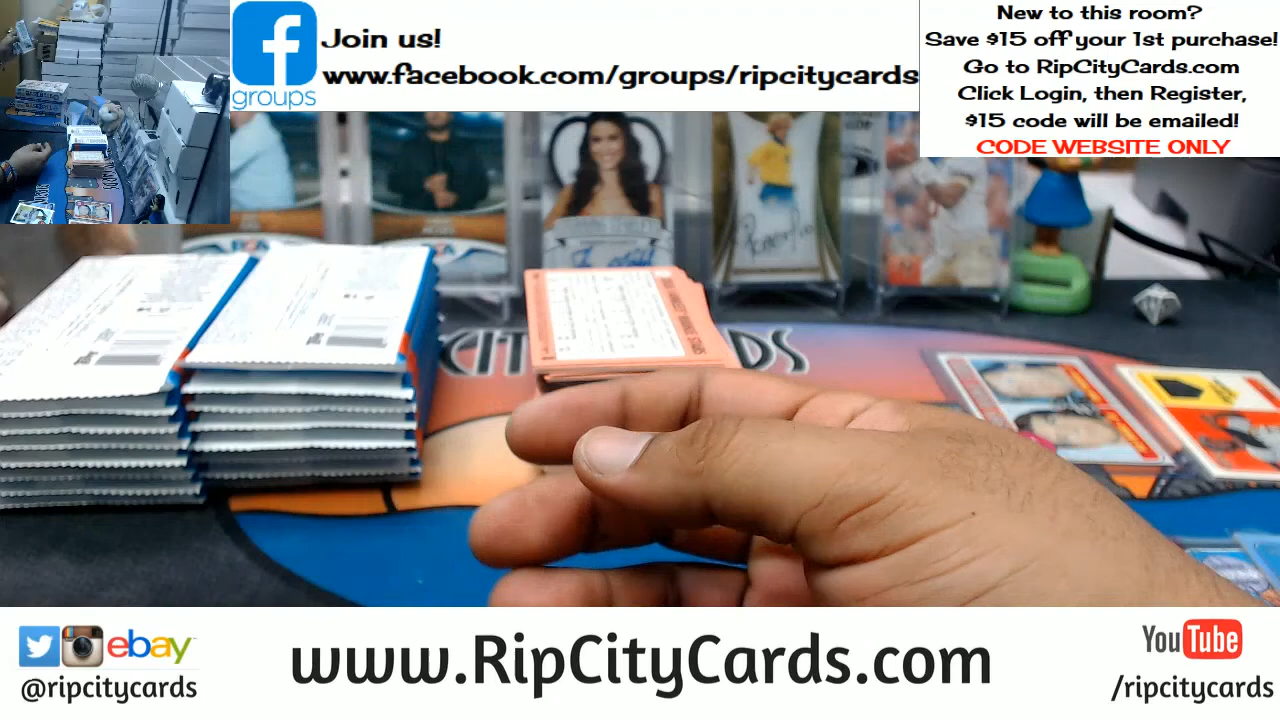 groups
Join us!
www.facebook.com/groups/ripcitycards
New to this room?
Save $15 off your 1st purchase!
Go to RipCityCards.com
Click Login, then Register,
$15 code will be emailed!
CODE WEBSITE ONLY
ebay
@ripcitycards
www.RipCityCards.com
YouTube
/ripcitycards